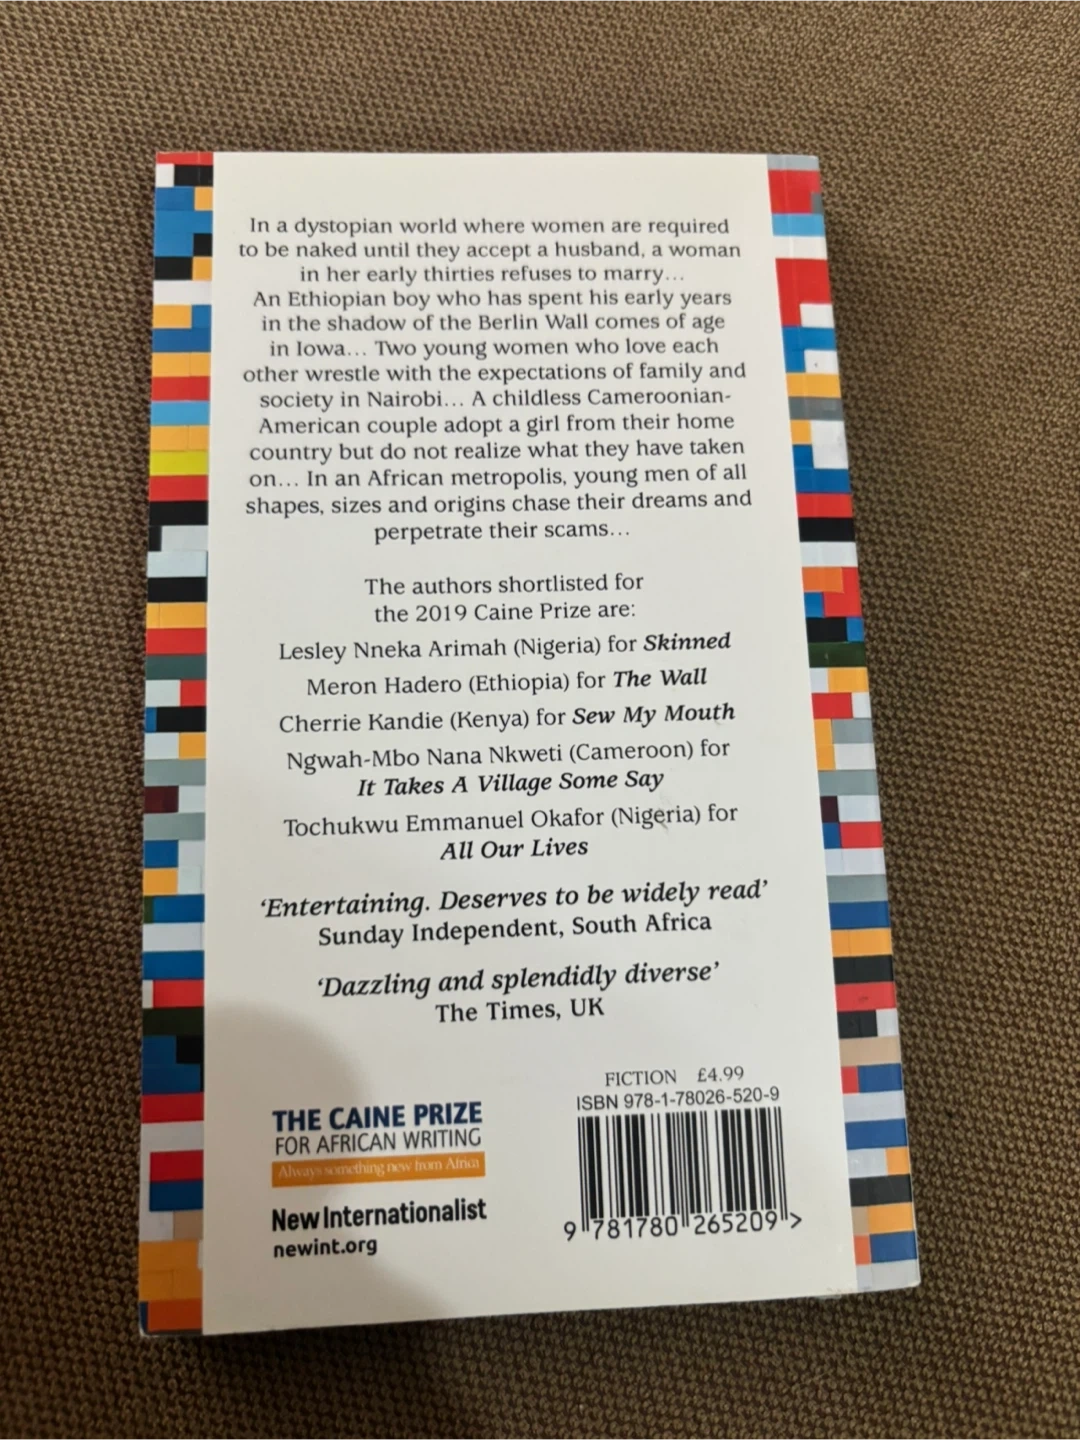 In a dystopian world where women are required
to be naked until they accept a husband, a woman
in her early thirties refuses to marry...
An Ethiopian boy who has spent his early years
in the shadow of the Berlin Wall comes of age
in Iowa... Two young women who love each
other wrestle with the expectations of family and
society in Nairobi... A childless Cameroonian-
American couple adopt a girl from their home
country but do not realize what they have taken
on... In an African metropolis, young men of all
shapes, sizes and origins chase their dreams and
perpetrate their scams...
The authors shortlisted for
the 2019 Caine Prize are:
Lesley Nneka Arimah (Nigeria) for Skinned
Meron Hadero (Ethiopia) for The Wall
Cherrie Kandie (Kenya) for Sew My Mouth
Ngwah-Mbo Nana Nkweti (Cameroon) for
It Takes A Village Some Say
Tochukwu Emmanuel Okafor (Nigeria) for
All Our Lives
‘Entertaining. Deserves to be widely read’
Sunday Independent, South Africa
‘Dazzling and splendidly diverse’
The Times, UK
FICTION £4.99
ISBN 978-1-78026-520-9
9 781780 265209 >
THE CAINE PRIZE
FOR AFRICAN WRITING
Always something new from Africa
New Internationalist
newint.org